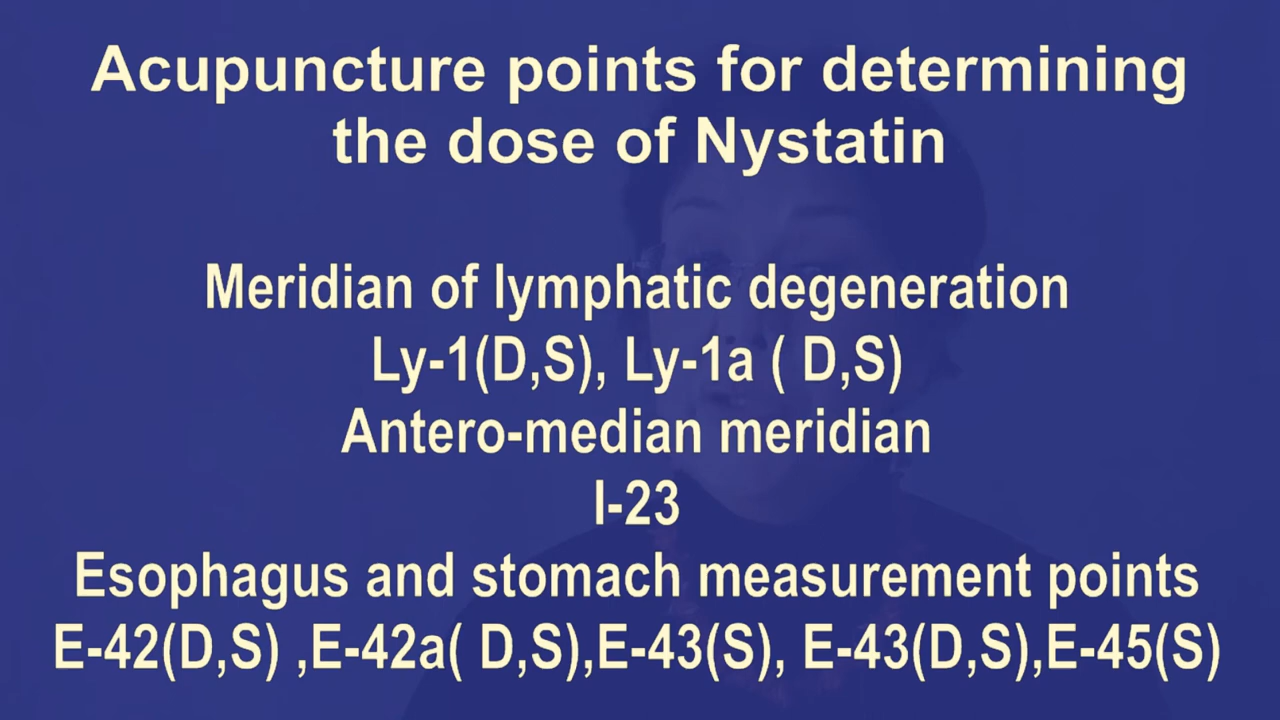 Acupuncture points for determining
the dose of Nystatin
Meridian of lymphatic degeneration
Ly-1(D,S), Ly-1a ( D,S)
Antero-median meridian
I-23
Esophagus and stomach measurement points
E-42(D,S) ,E-42a( D,S),E-43(S), E-43(D,S),E-45(S)